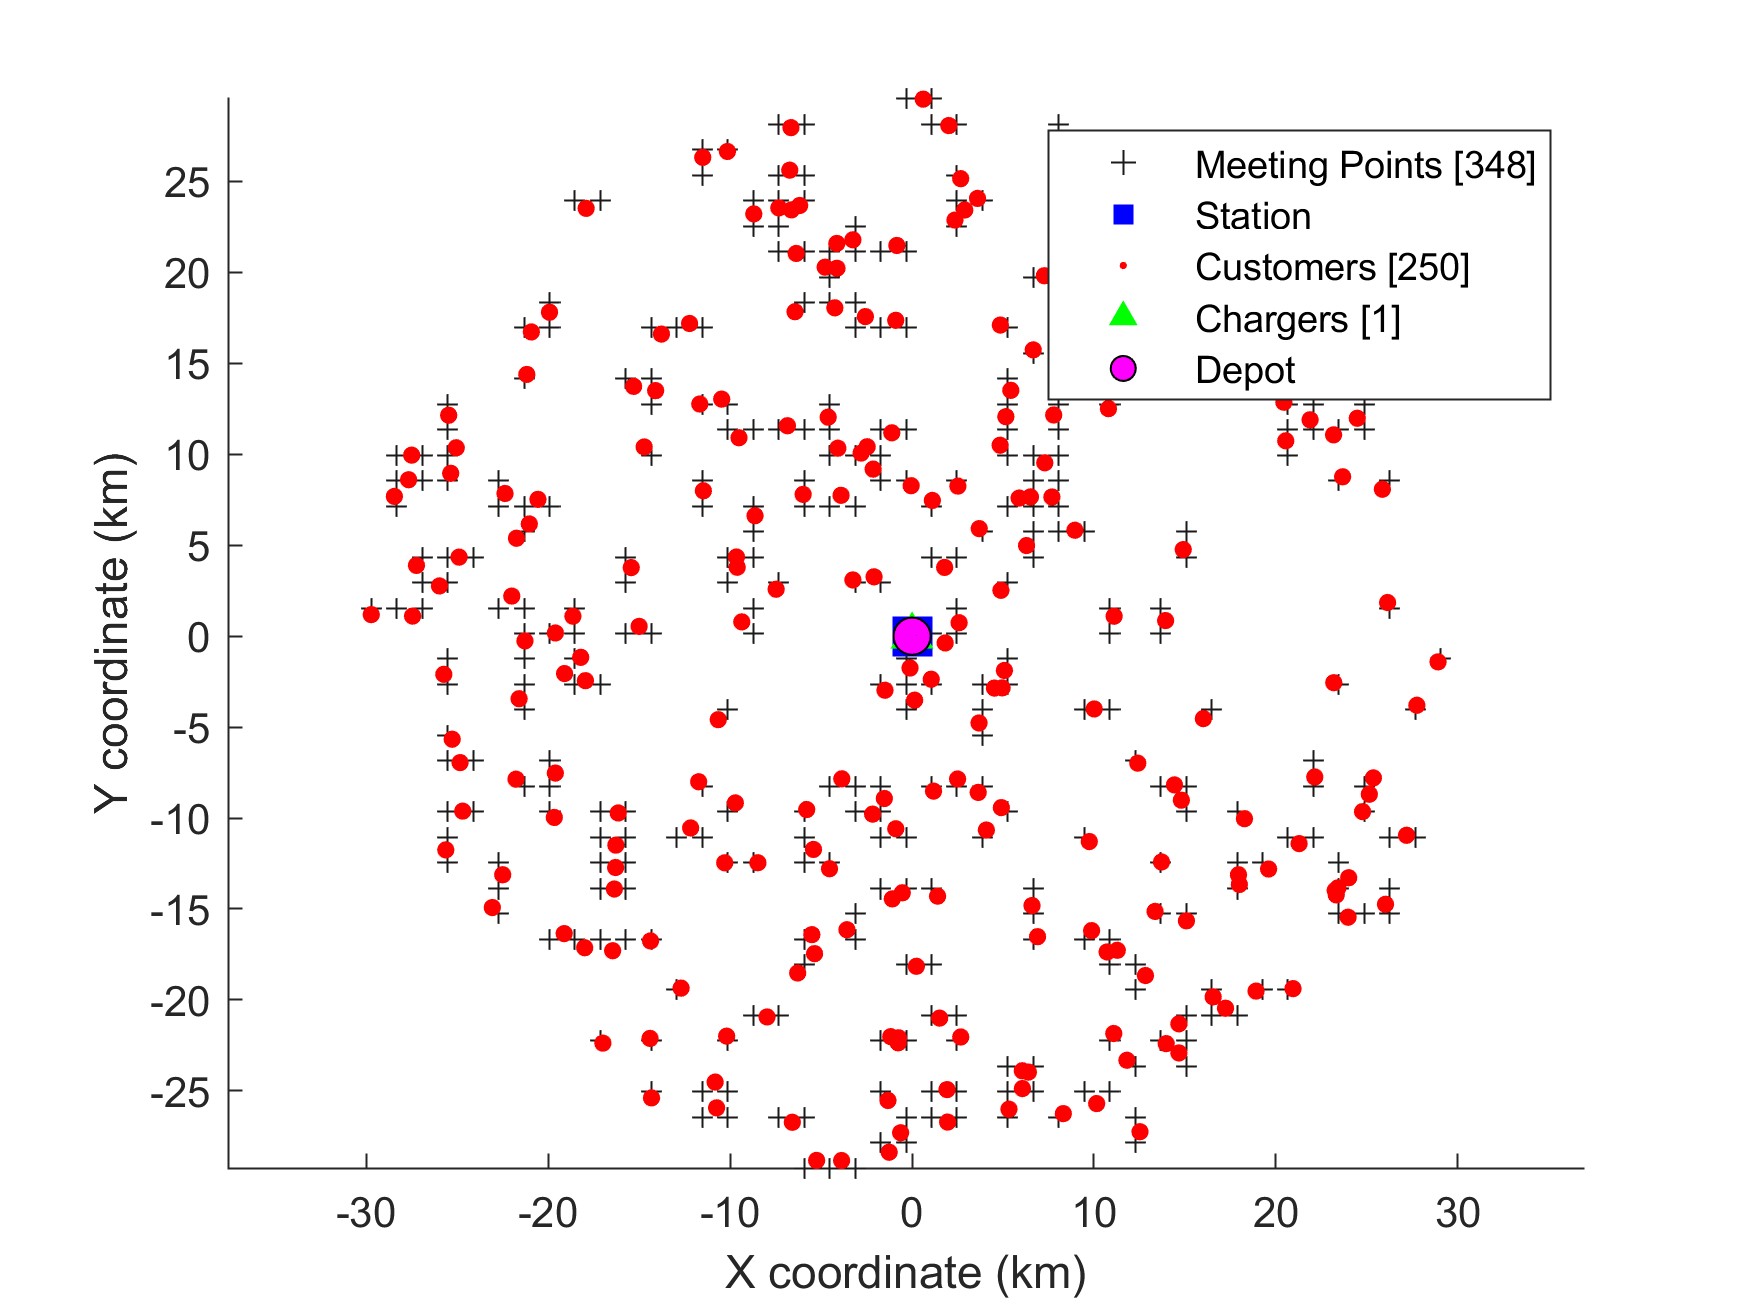 25
20
15
10
5
0
-5
-10
-15
-20
-25
Y coordinate (km)
Meeting Points [348]
Station
Customers [250]
Chargers [1]
Depot
-30 -20 -10 0 10 20 30
X coordinate (km)